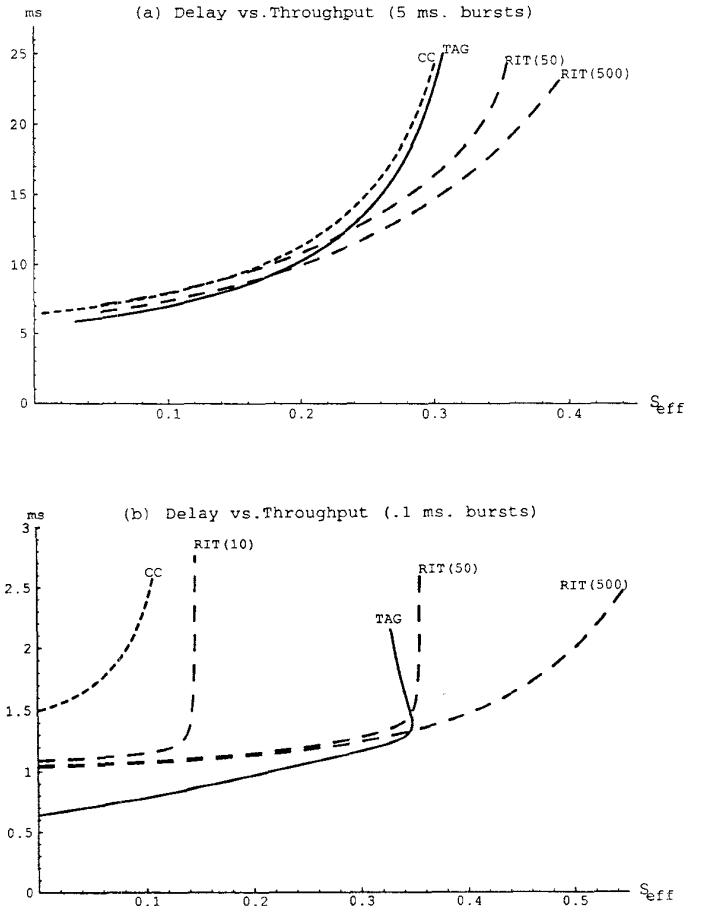 (a) Delay vs.Throughput (5 ms. bursts)
ms
25
20
15
10
5
0
CC
TAG
RIT(50)
RIT(500)
0.1
0.2
0.3
0.4
Seff
(b) Delay vs.Throughput (.1 ms. bursts)
ms
3
2.5
2
1.5
1
0.5
0
CC
RIT(10)
TAG
RIT(50)
RIT(500)
0.1
0.2
0.3
0.4
0.5
Seff